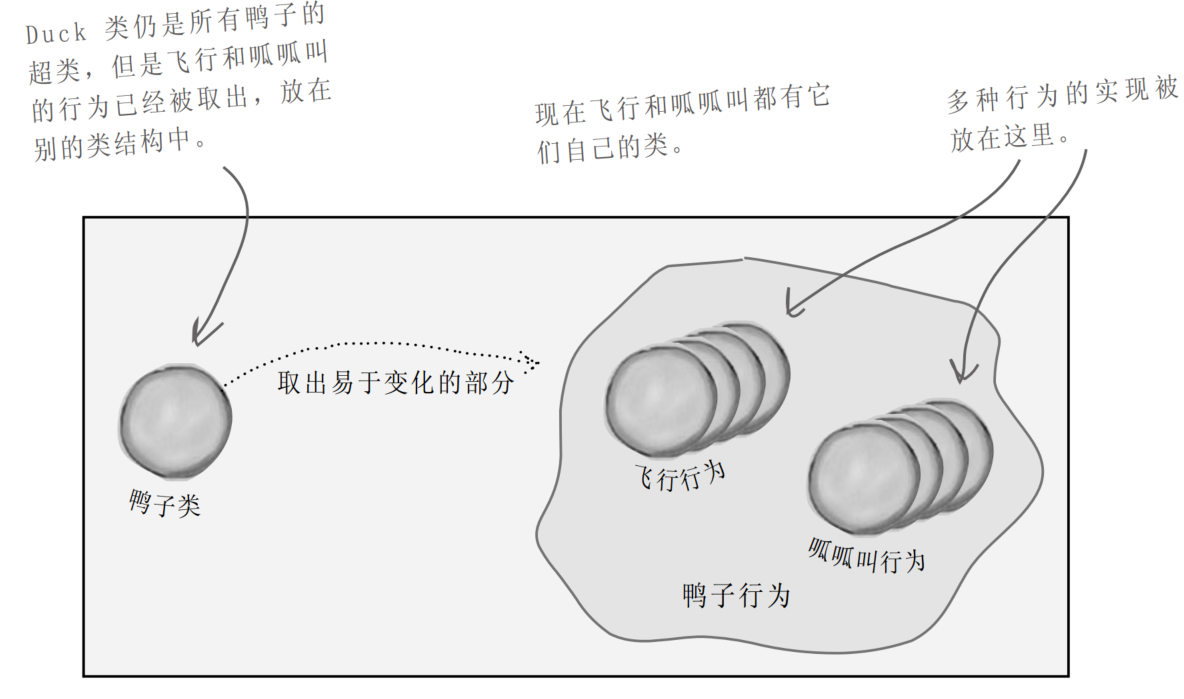 Duck 类仍是所有鸭子的
超类，但是飞行和呱呱叫
的行为已经被取出，放在
别的类结构中。
现在飞行和呱呱叫都有它
们自己的类。
多种行为的实现被
放在这里。
取出易于变化的部分
鸭子类
飞行行为
呱呱叫行为
鸭子行为